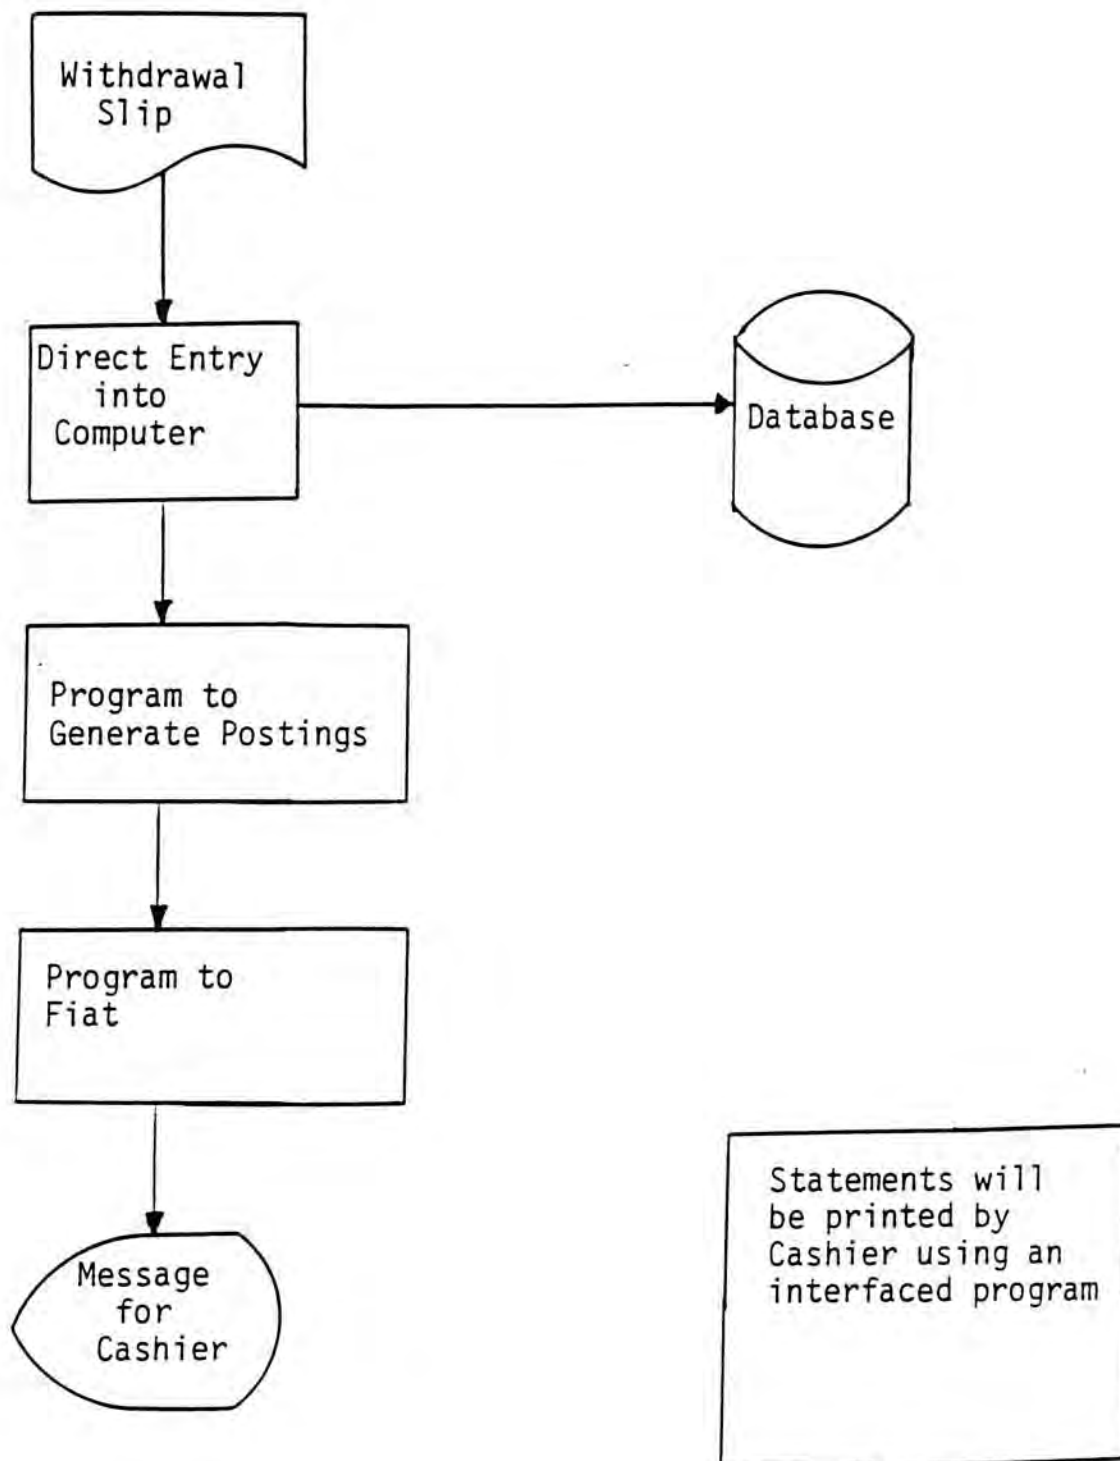 Withdrawal
Slip
Direct Entry
into
Computer
Database
Program to
Generate Postings
Program to
Fiat
Message
for
Cashier
Statements will
be printed by
Cashier using an
interfaced program